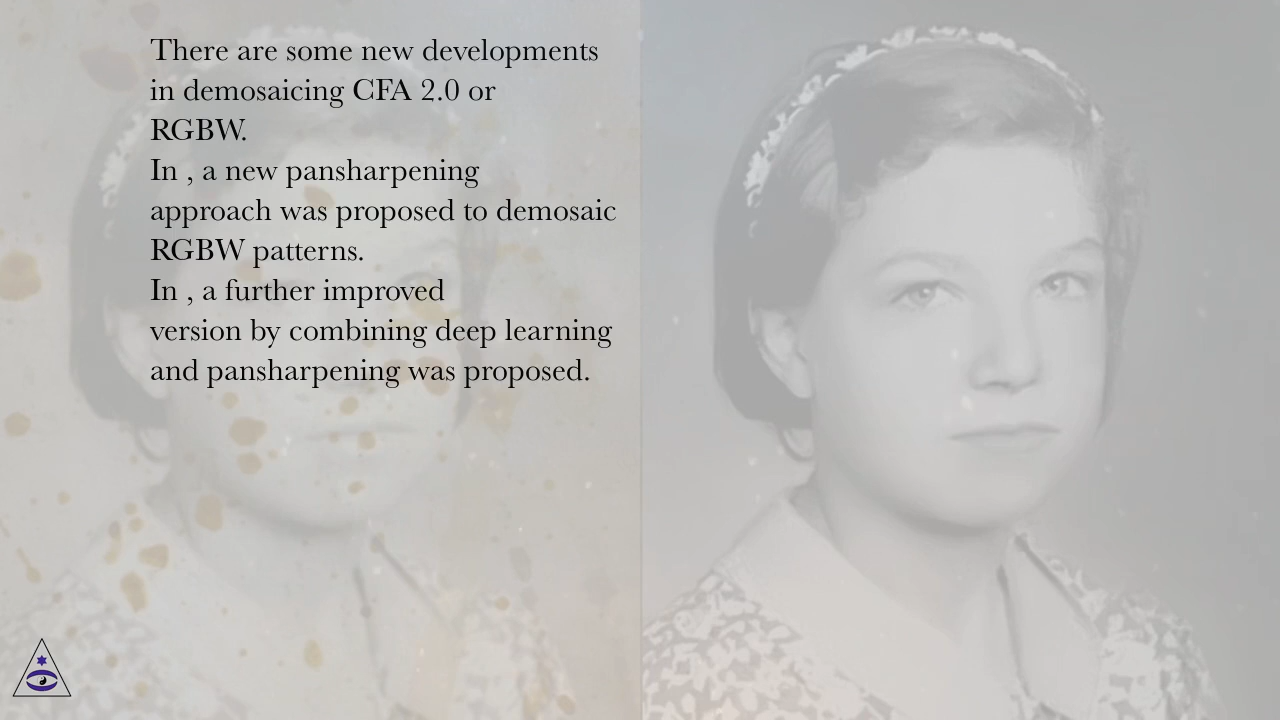 There are some new developments
in demosaicing CFA 2.0 or
RGBW.
In , a new pansharpening
approach was proposed to demosaic
RGBW patterns.
In , a further improved
version by combining deep learning
and pansharpening was proposed.